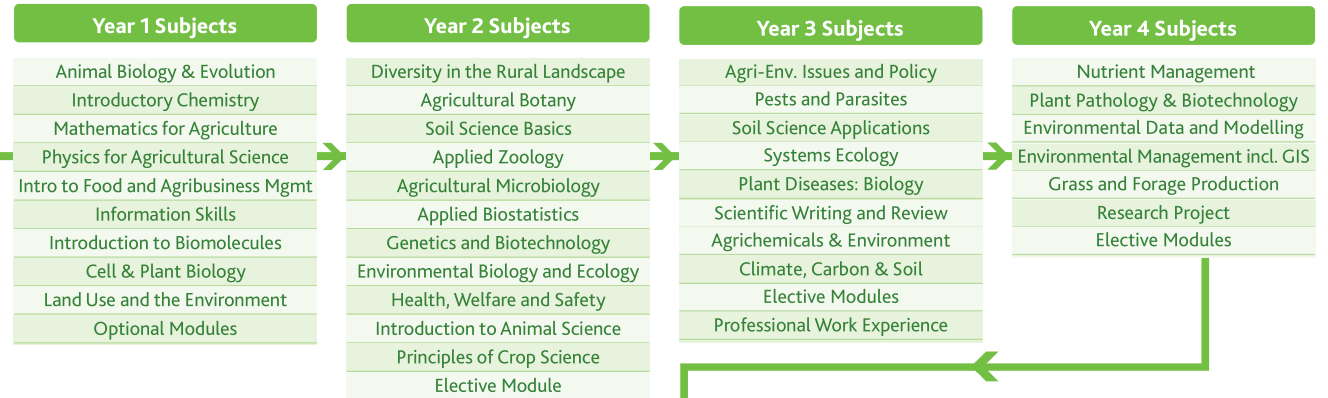 Year 1 Subjects
Animal Biology & Evolution
Introductory Chemistry
Mathematics for Agriculture
Physics for Agricultural Science
Intro to Food and Agribusiness Mgmt
Information Skills
Introduction to Biomolecules
Cell & Plant Biology
Land Use and the Environment
Optional Modules
Year 2 Subjects
Diversity in the Rural Landscape
Agricultural Botany
Soil Science Basics
Applied Zoology
Agricultural Microbiology
Applied Biostatistics
Genetics and Biotechnology
Environmental Biology and Ecology
Health, Welfare and Safety
Introduction to Animal Science
Principles of Crop Science
Elective Module
Year 3 Subjects
Agri-Env. Issues and Policy
Pests and Parasites
Soil Science Applications
Systems Ecology
Plant Diseases: Biology
Scientific Writing and Review
Agrichemicals & Environment
Climate, Carbon & Soil
Elective Modules
Professional Work Experience
Year 4 Subjects
Nutrient Management
Plant Pathology & Biotechnology
Environmental Data and Modelling
Environmental Management incl. GIS
Grass and Forage Production
Research Project
Elective Modules